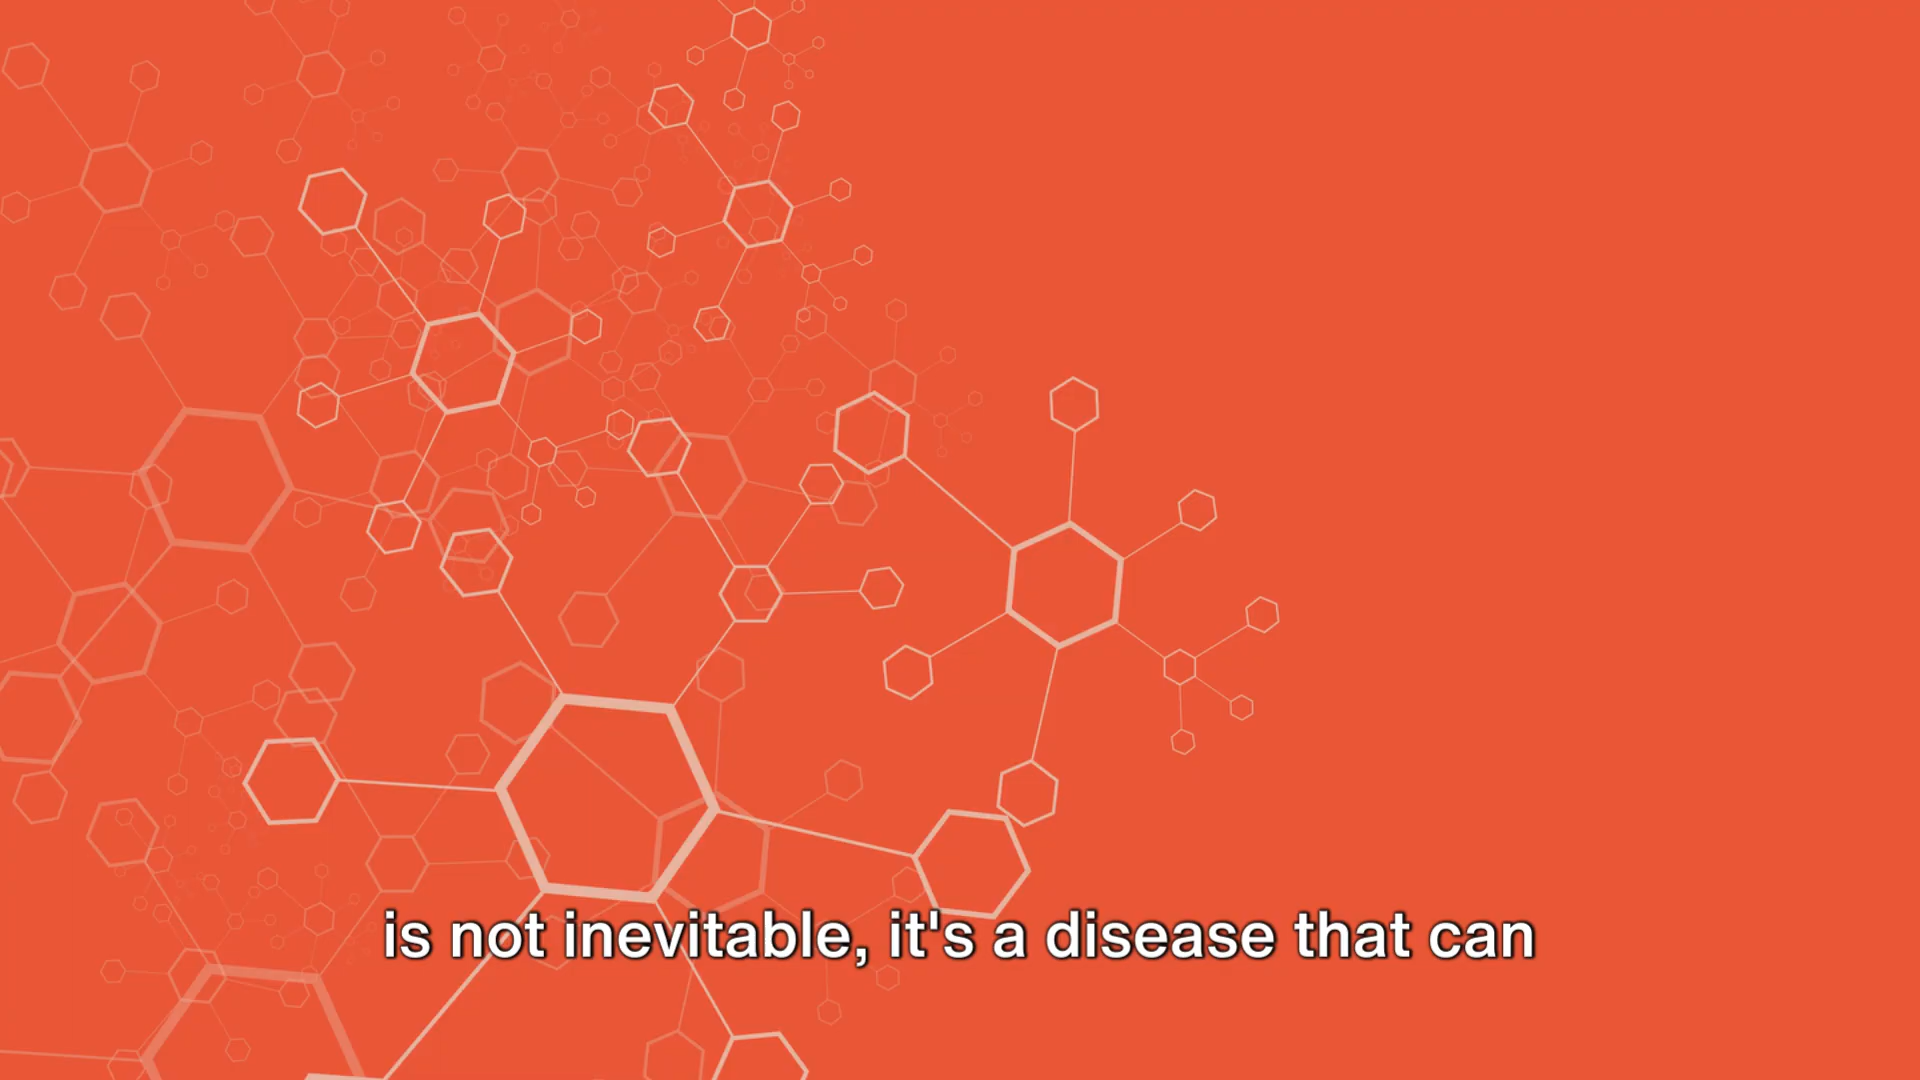 is not inevitable, it's a disease that can